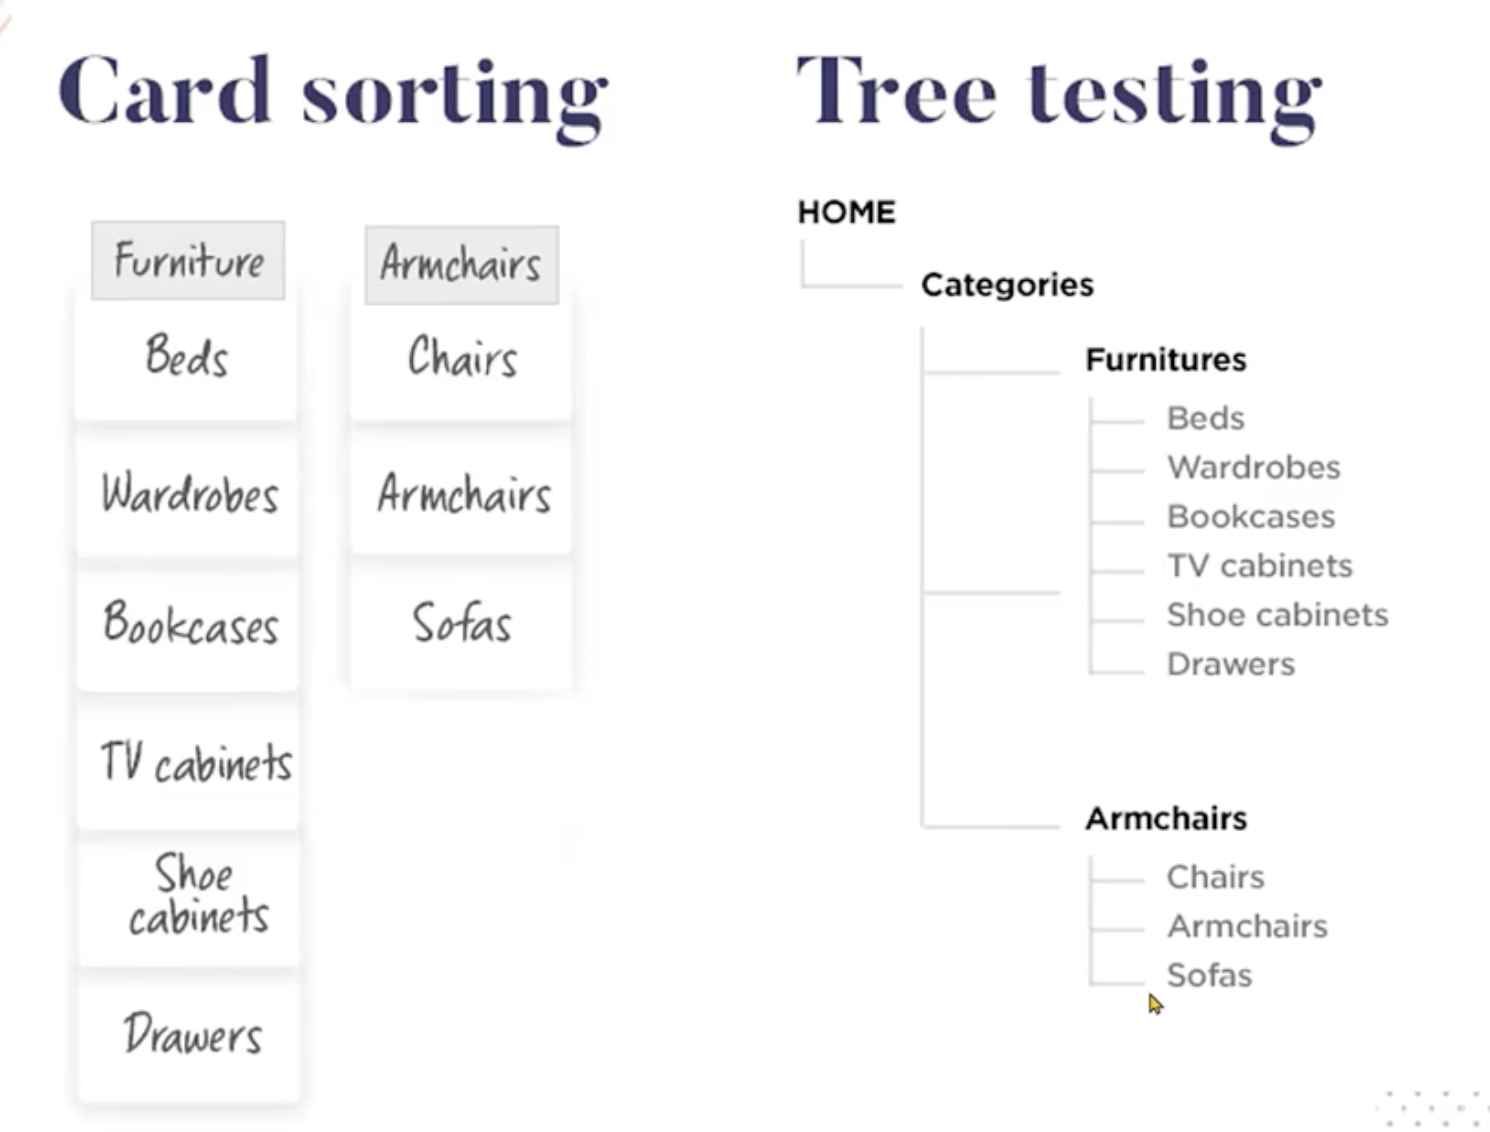 Card sorting
Furniture
Beds
Wardrobes
Bookcases
TV cabinets
Shoe
cabinets
Drawers
Armchairs
Chairs
Armchairs
Sofas
Tree testing
HOME
Categories
Furnitures
Beds
Wardrobes
Bookcases
TV cabinets
Shoe cabinets
Drawers
Armchairs
Chairs
Armchairs
Sofas